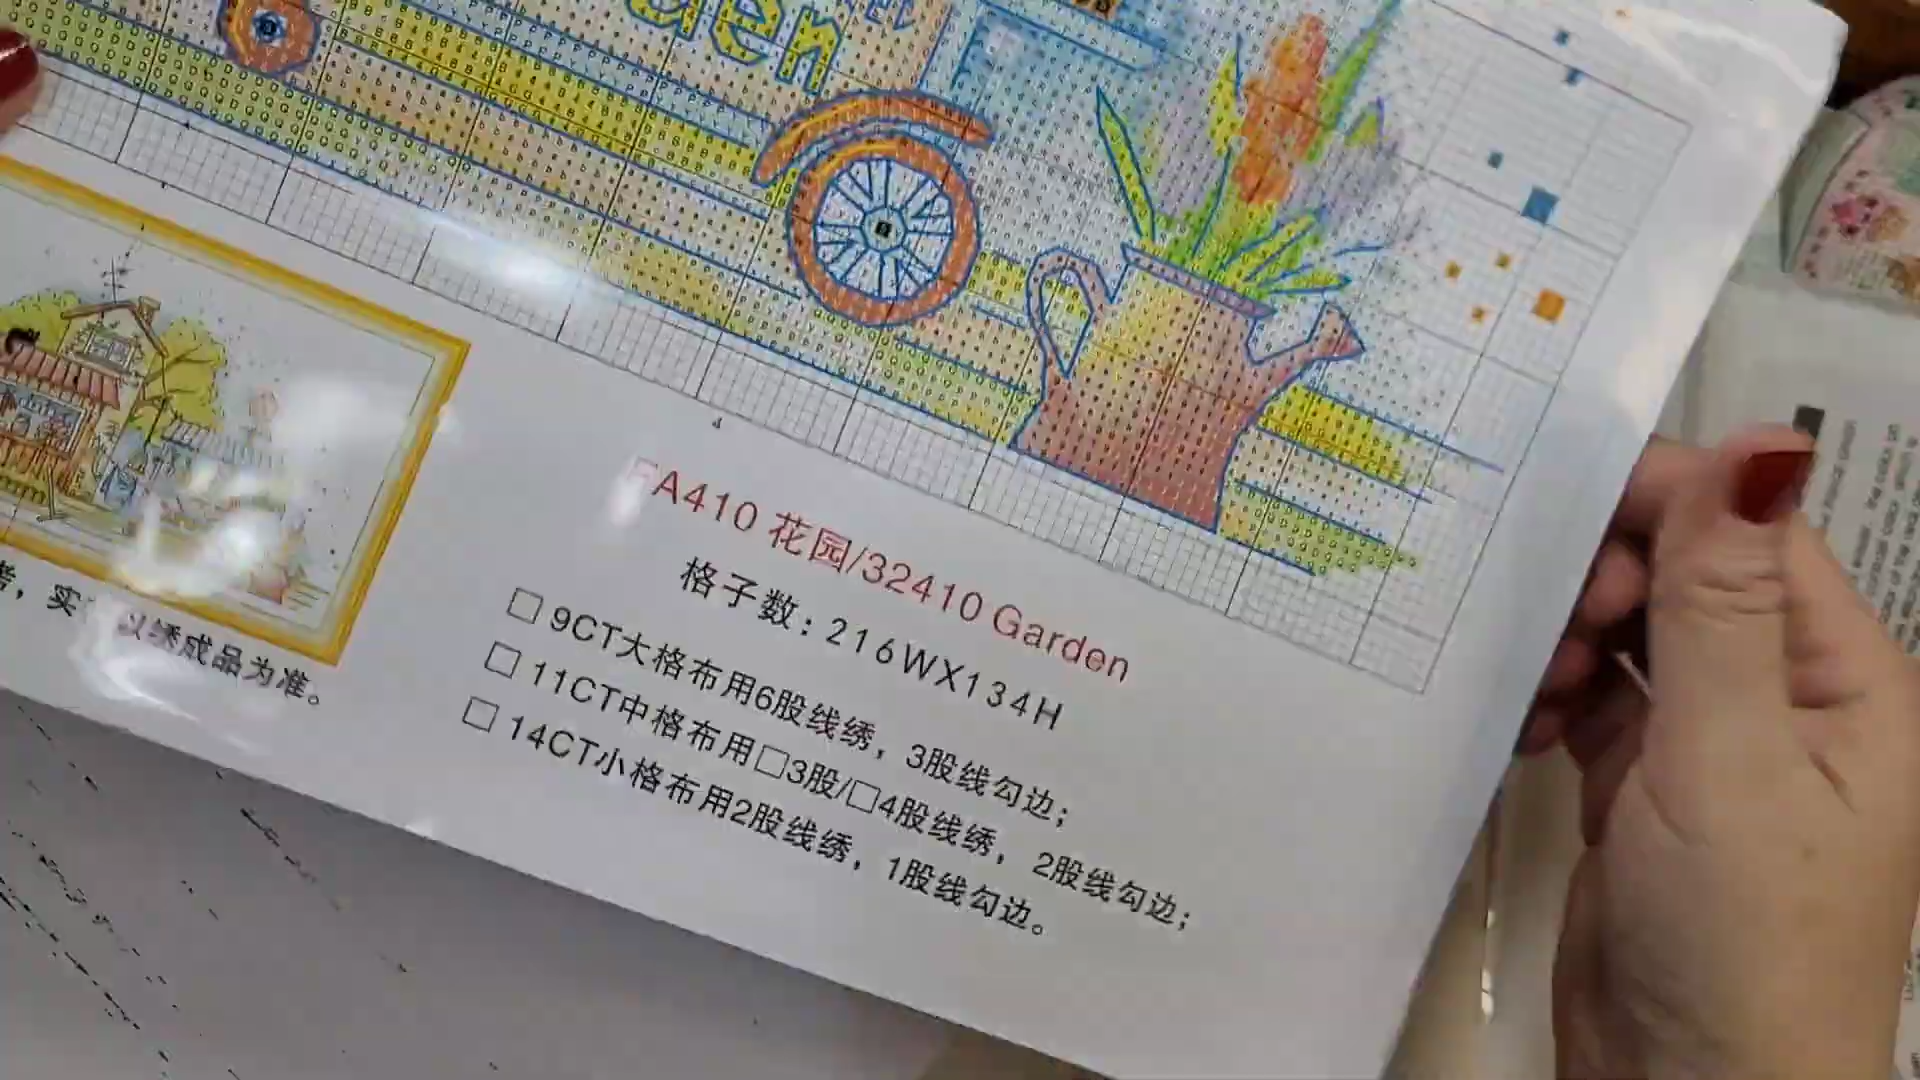 den
FA410 花园/32410 Garden
格子数:216WX134H
□ 9CT大格布用6股线绣,3股线勾边;
□ 11CT中格布用□3股/□4股线绣, 2股线勾边;
□ 14CT小格布用2股线绣,1股线勾边。
以绣成品为准。